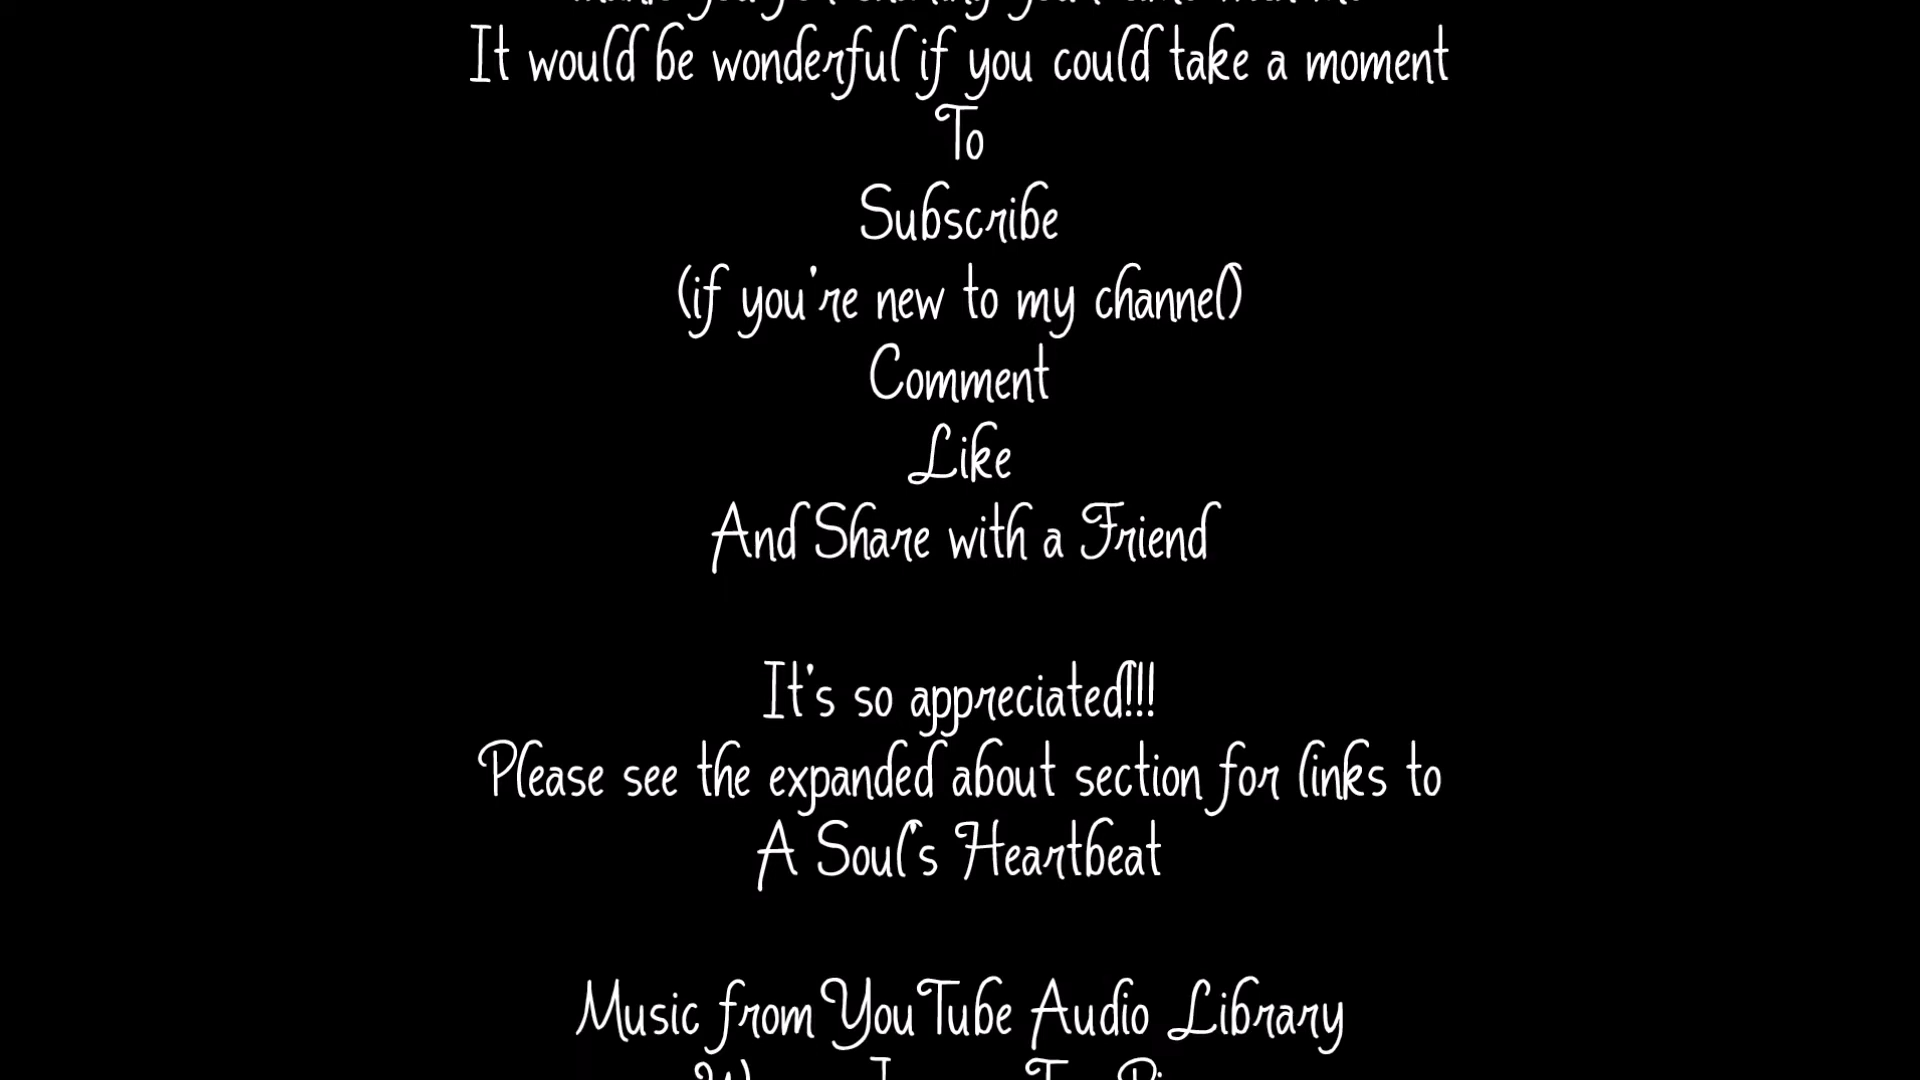 It would be wonderful if you could take a moment
To
Subscribe
(if you're new to my channel)
Comment
Like
And Share with a Friend
It's so appreciated!!!
Please see the expanded about section for links to
A Soul's Heartbeat
Music from YouTube Audio Library